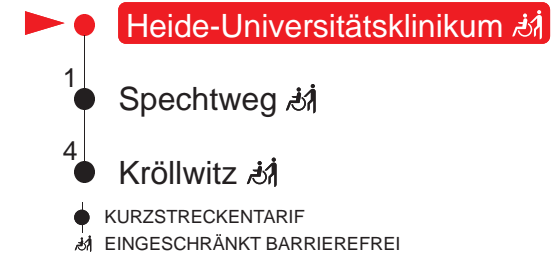 Heide-Universitätsklinikum
1
Spechtweg
4
Kröllwitz
KURZSTRECKENTARIF
EINGESCHRÄNKT BARRIEREFREI